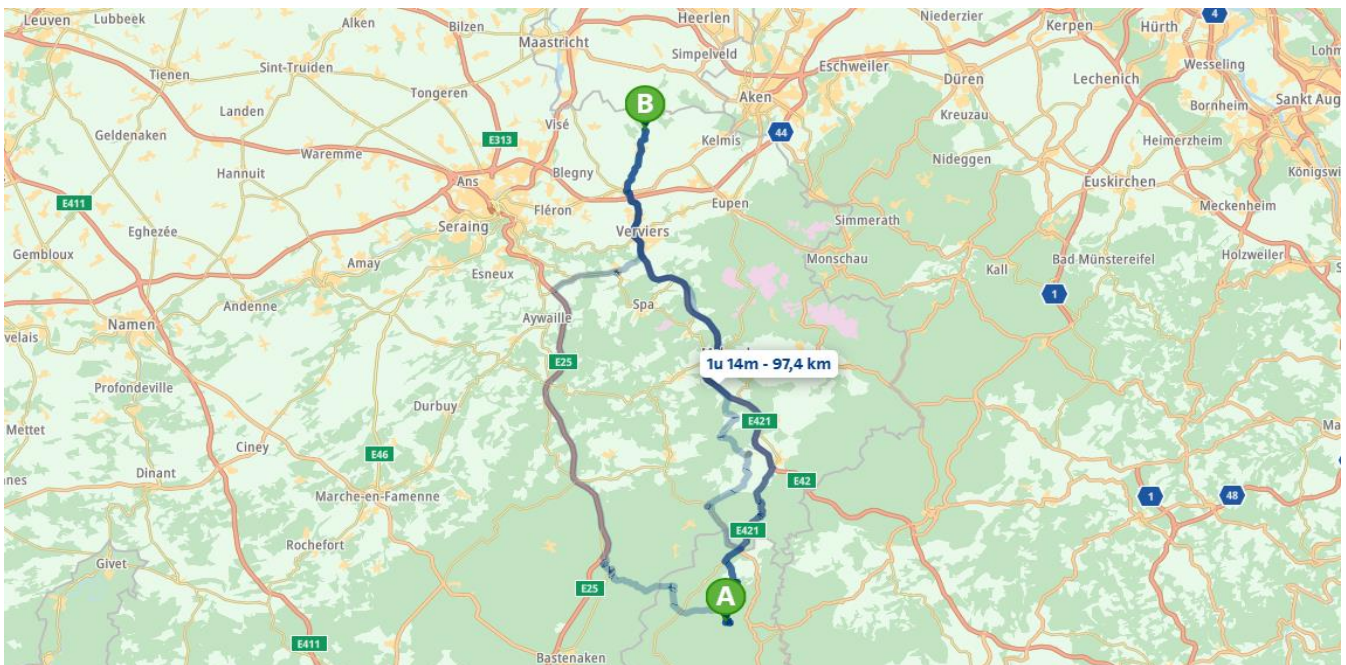 Leuven
Lubbeek
Alken
Bilzen
Heerlen
Niederzier
Kerpen
Hürth
4
Maastricht
Simpelveld
Eschweiler
Tienen
Sint-Truiden
Düren
Lechenich
Wesseling
Tongeren
Aken
B
Landen
Visé
Kreuzau
Bornheim
Sankt Aug
Geldenaken
E313
Kelmis
44
Heimerzheim
Waremme
Nideggen
Hannuit
Ans
Blegny
Euskirchen
Königswi
E411
Fléron
Eupen
Simmerath
Meckenheim
Eghezée
Seraing
Verviers
Gembloux
Amay
Esneux
Monschau
Kall
Bad Münstereifel
Holzweiler
Andenne
Spa
1
Namen
Aywaille
velais
E25
1u 14m - 97,4 km
Profondeville
Durbuy
E421
Mettet
Ciney
E46
Dinant
E42
Marche-en-Famenne
1
48
E421
Rochefort
Givet
E25
A
E411
Bastenaken